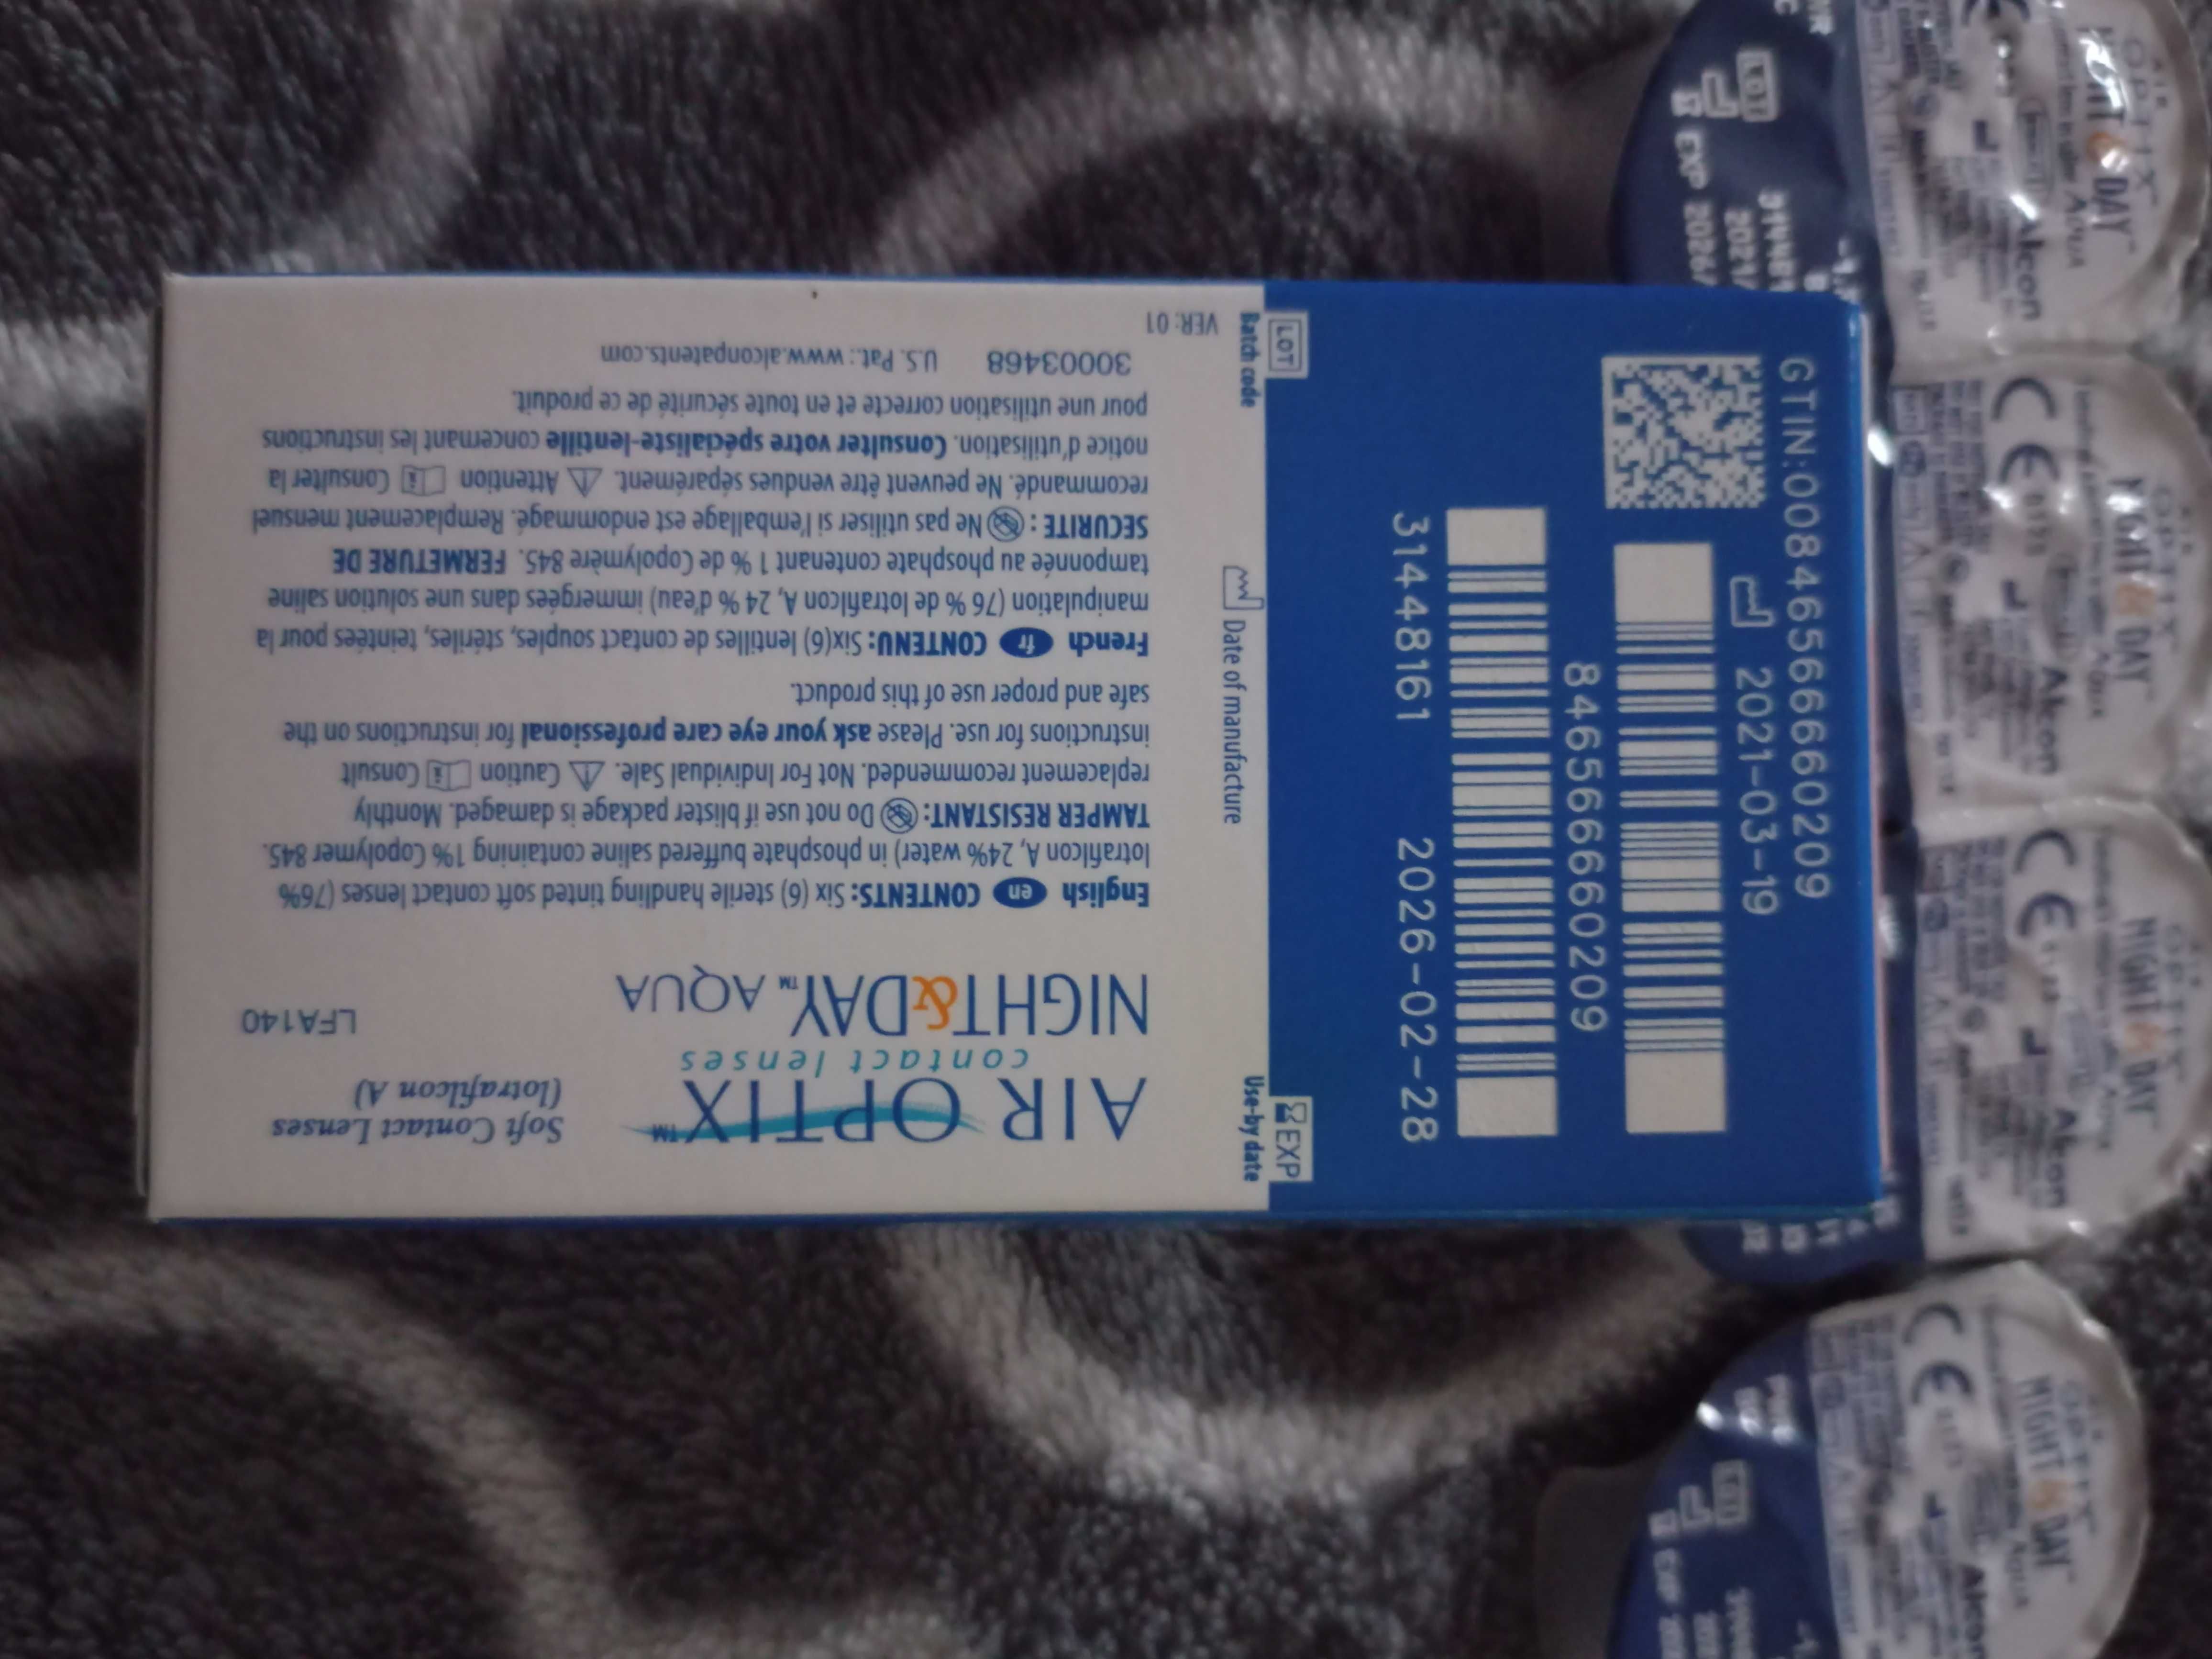 AIR OPTIX™
contact lenses
NIGHT&DAY™ AQUA
Soft Contact Lenses
(lotrafilcon A)
LFA140
English en CONTENTS: Six (6) sterile handling tinted soft contact lenses (76%
lotrafilcon A, 24% water) in phosphate buffered saline containing 1% Copolymer 845.
TAMPER RESISTANT: Do not use if blister package is damaged. Monthly
replacement recommended. Not For Individual Sale. Caution Consult
instructions for use. Please ask your eye care professional for instructions on the
safe and proper use of this product.
French fr CONTENU: Six(6) lentilles de contact souples, stériles, teintées pour la
manipulation (76 % de lotrafilcon A, 24 % d'eau) immergées dans une solution saline
tamponnée au phosphate contenant 1 % de Copolymère 845. FERMETURE DE
SECURITE : Ne pas utiliser si l'emballage est endommagé. Remplacement mensuel
recommandé. Ne peuvent être vendues séparément. Attention Consulter la
notice d'utilisation. Consulter votre spécialiste-lentille concernant les instructions
pour une utilisation correcte et en toute sécurité de ce produit.
30003468 U.S. Pat.: www.alconpatents.com
VER: 01
LOT
Batch code
Date of manufacture
EXP
Use-by date
31448161 2026-02-28
84656660209
2021-03-19
GTIN:00846566660209
LOT
EXP 2026/
2021/
NIGHT & DAY
AQUA
Alcon
CE
NIGHT & DAY
Alcon
CE
NIGHT & DAY
Alcon
CE
NIGHT & DAY
Alcon